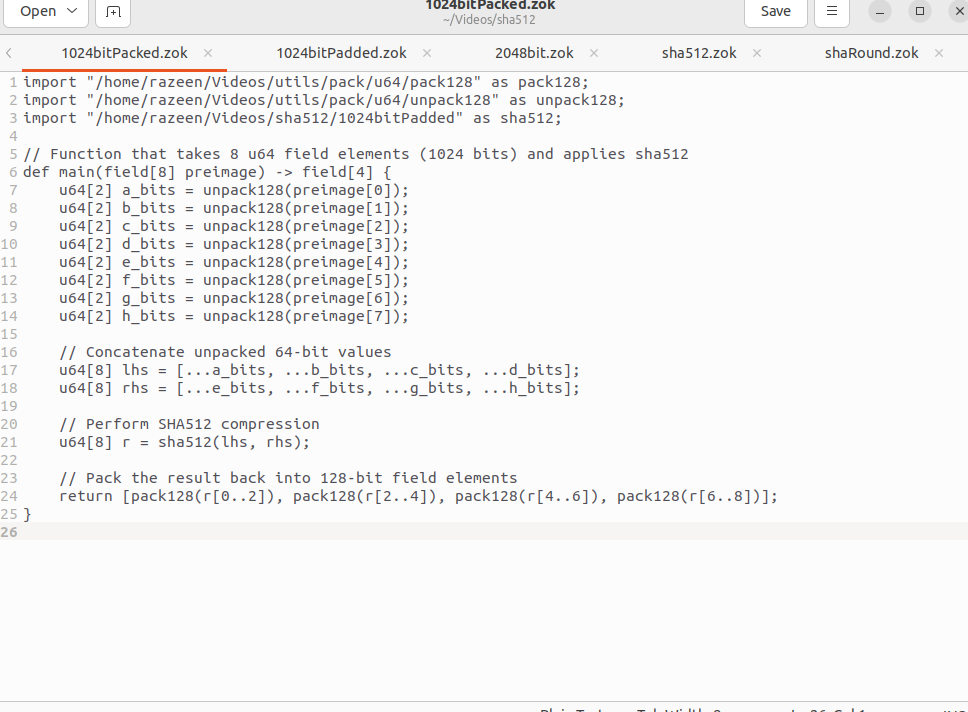 Open
1024bitPacked.zok
~/Videos/sha512
Save
1024bitPacked.zok
1024bitPadded.zok
2048bit.zok
sha512.zok
shaRound.zok
1 import "/home/razeen/Videos/utils/pack/u64/pack128" as pack128;
2 import "/home/razeen/Videos/utils/pack/u64/unpack128" as unpack128;
3 import "/home/razeen/Videos/sha512/1024bitPadded" as sha512;
4
5 // Function that takes 8 u64 field elements (1024 bits) and applies sha512
6 def main(field[8] preimage) -> field[4] {
7     u64[2] a_bits = unpack128(preimage[0]);
8     u64[2] b_bits = unpack128(preimage[1]);
9     u64[2] c_bits = unpack128(preimage[2]);
10     u64[2] d_bits = unpack128(preimage[3]);
11     u64[2] e_bits = unpack128(preimage[4]);
12     u64[2] f_bits = unpack128(preimage[5]);
13     u64[2] g_bits = unpack128(preimage[6]);
14     u64[2] h_bits = unpack128(preimage[7]);
15
16     // Concatenate unpacked 64-bit values
17     u64[8] lhs = [...a_bits, ...b_bits, ...c_bits, ...d_bits];
18     u64[8] rhs = [...e_bits, ...f_bits, ...g_bits, ...h_bits];
19
20     // Perform SHA512 compression
21     u64[8] r = sha512(lhs, rhs);
22
23     // Pack the result back into 128-bit field elements
24     return [pack128(r[0..2]), pack128(r[2..4]), pack128(r[4..6]), pack128(r[6..8])];
25 }
26